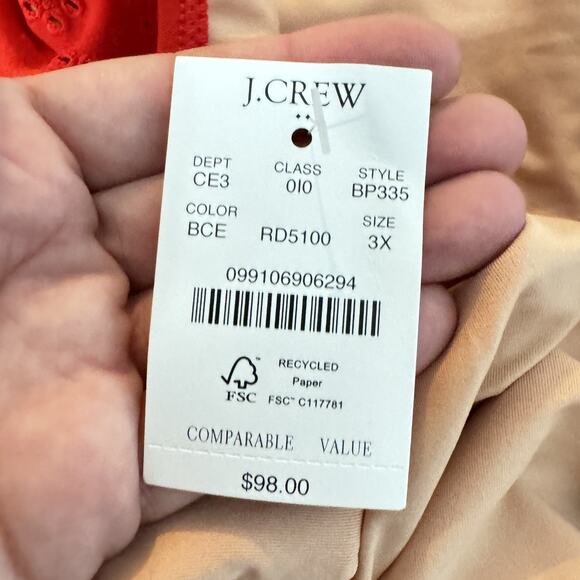 J.CREW
DEPT CLASS STYLE
CE3 010 BP335
COLOR SIZE
BCE RD5100 3X
099106906294
RECYCLED
Paper
FSC™ FSC™ C117781
COMPARABLE VALUE
$98.00